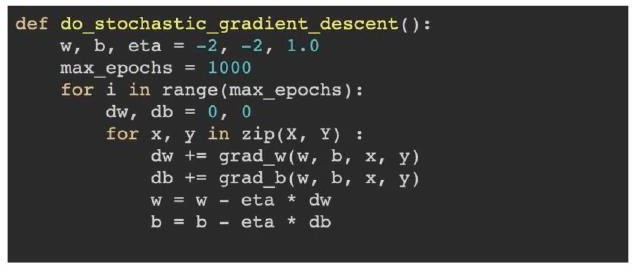 def do_stochastic_gradient_descent():
    w, b, eta = -2, -2, 1.0
    max_epochs = 1000
    for i in range(max_epochs):
        dw, db = 0, 0
        for x, y in zip(X, Y) :
            dw += grad_w(w, b, x, y)
            db += grad_b(w, b, x, y)
            w = w - eta * dw
            b = b - eta * db